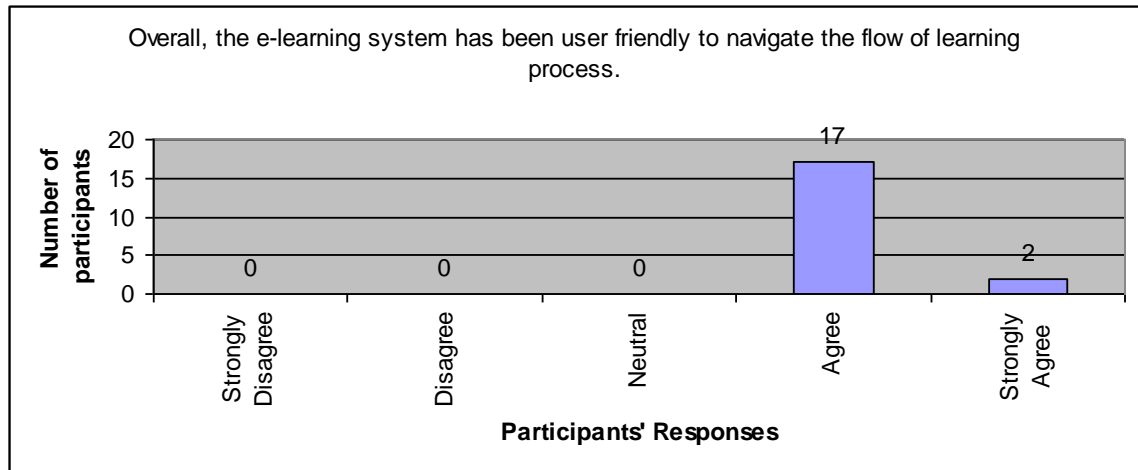 Overall, the e-learning system has been user friendly to navigate the flow of learning
process.
Number of
participants
20
15
10
5
0
0
0
0
17
2
Strongly
Disagree
Disagree
Neutral
Agree
Strongly
Agree
Participants' Responses